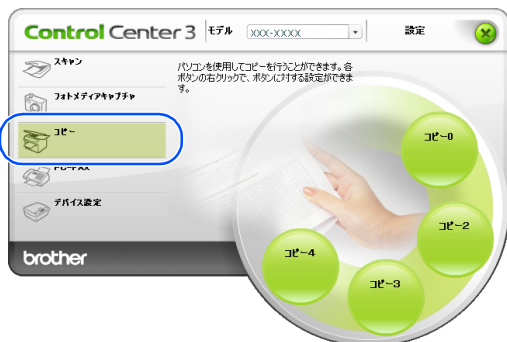 Control Center 3
モデル
XXX-XXXX
設定
スキャン
パソコンを使用してコピーを行うことができます。各
ボタンの右クリックで、ボタンに対する設定ができま
す。
フォトメディアキャプチャ
コピー
PC-FAX
デバイス設定
brother
コピー0
コピー2
コピー3
コピー4